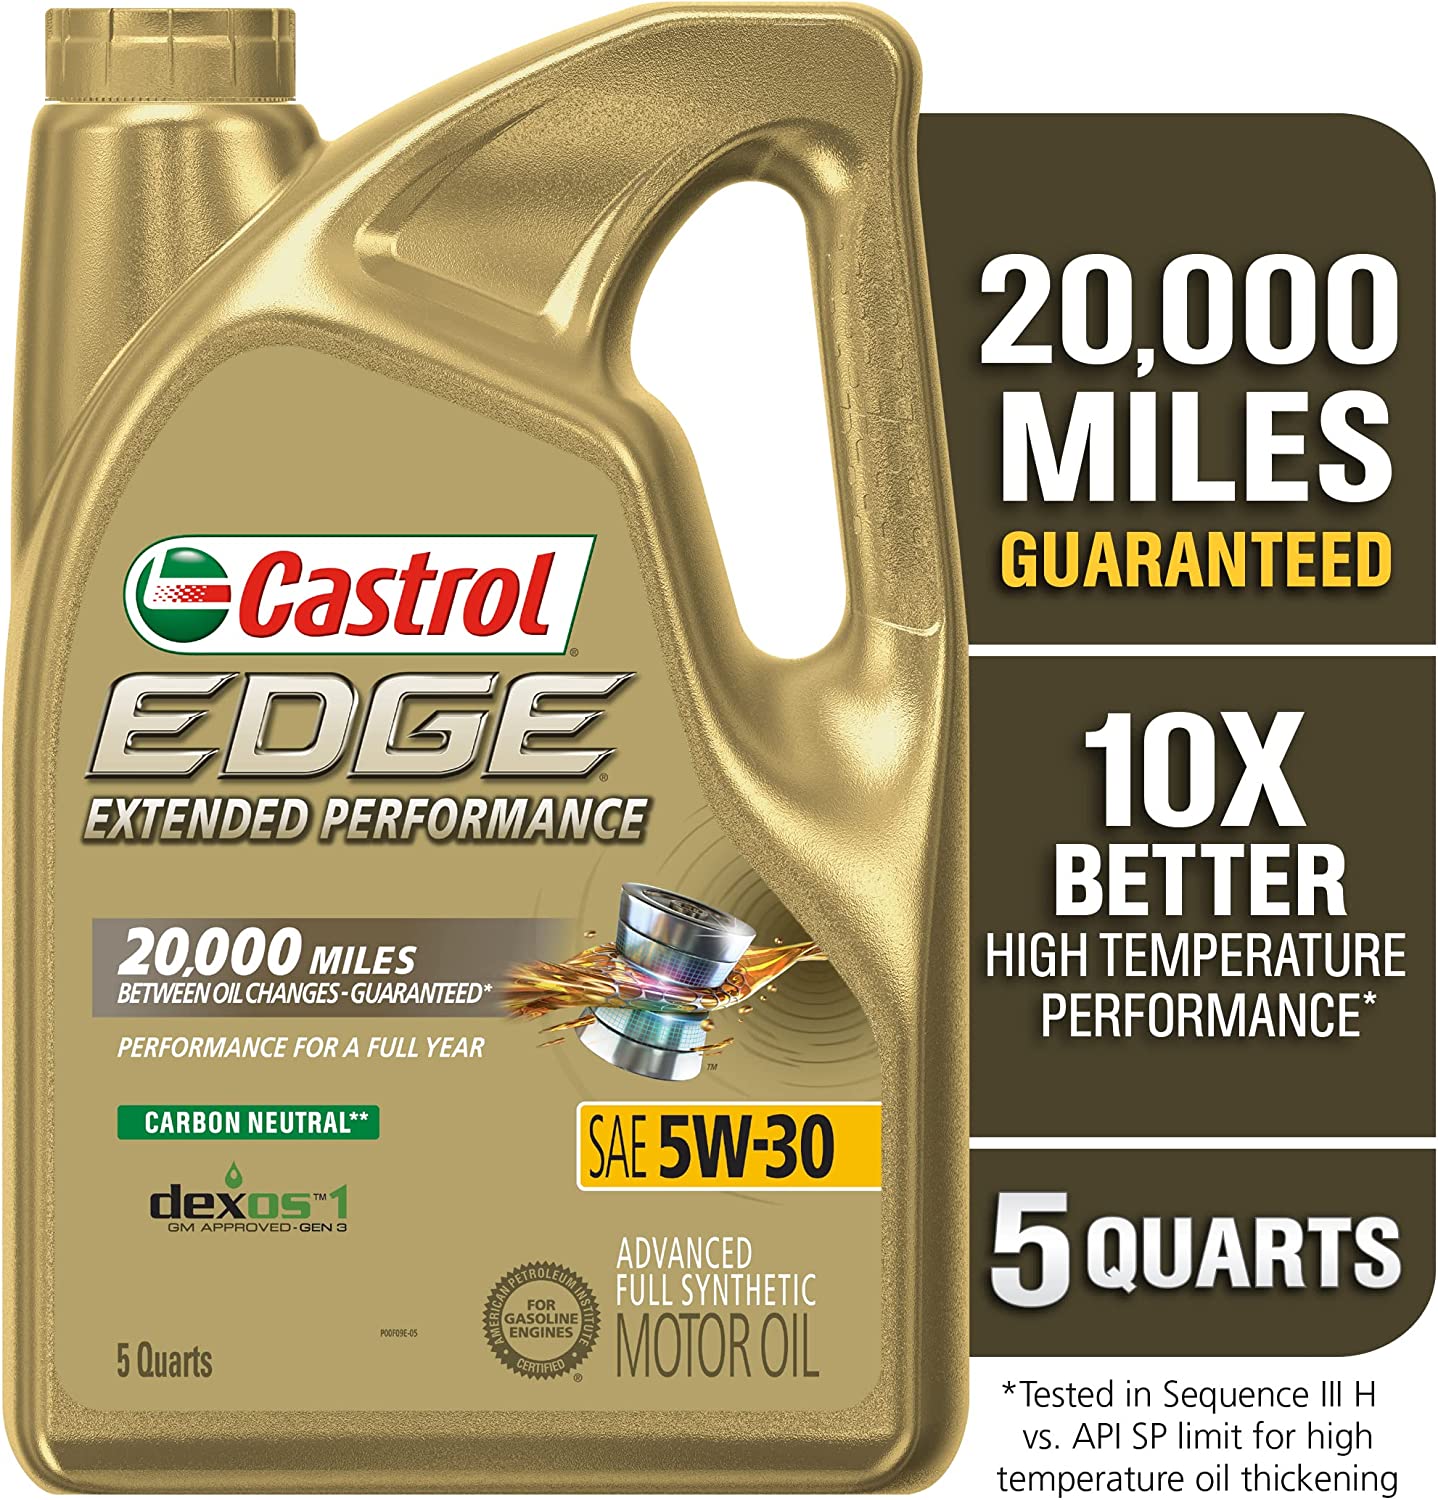 Castrol®
EDGE®
EXTENDED PERFORMANCE
20,000 MILES
BETWEEN OIL CHANGES-GUARANTEED*
PERFORMANCE FOR A FULL YEAR
™
CARBON NEUTRAL**
SAE 5W-30
dexos™1
GM APPROVED-GEN 3
ADVANCED
FULL SYNTHETIC
MOTOR OIL
AMERICAN PETROLEUM INSTITUTE
FOR
GASOLINE
ENGINES
CERTIFIED
®
P00F09E-05
5 Quarts
20,000
MILES
GUARANTEED
10X
BETTER
HIGH TEMPERATURE
PERFORMANCE*
5 QUARTS
*Tested in Sequence III H
vs. API SP limit for high
temperature oil thickening